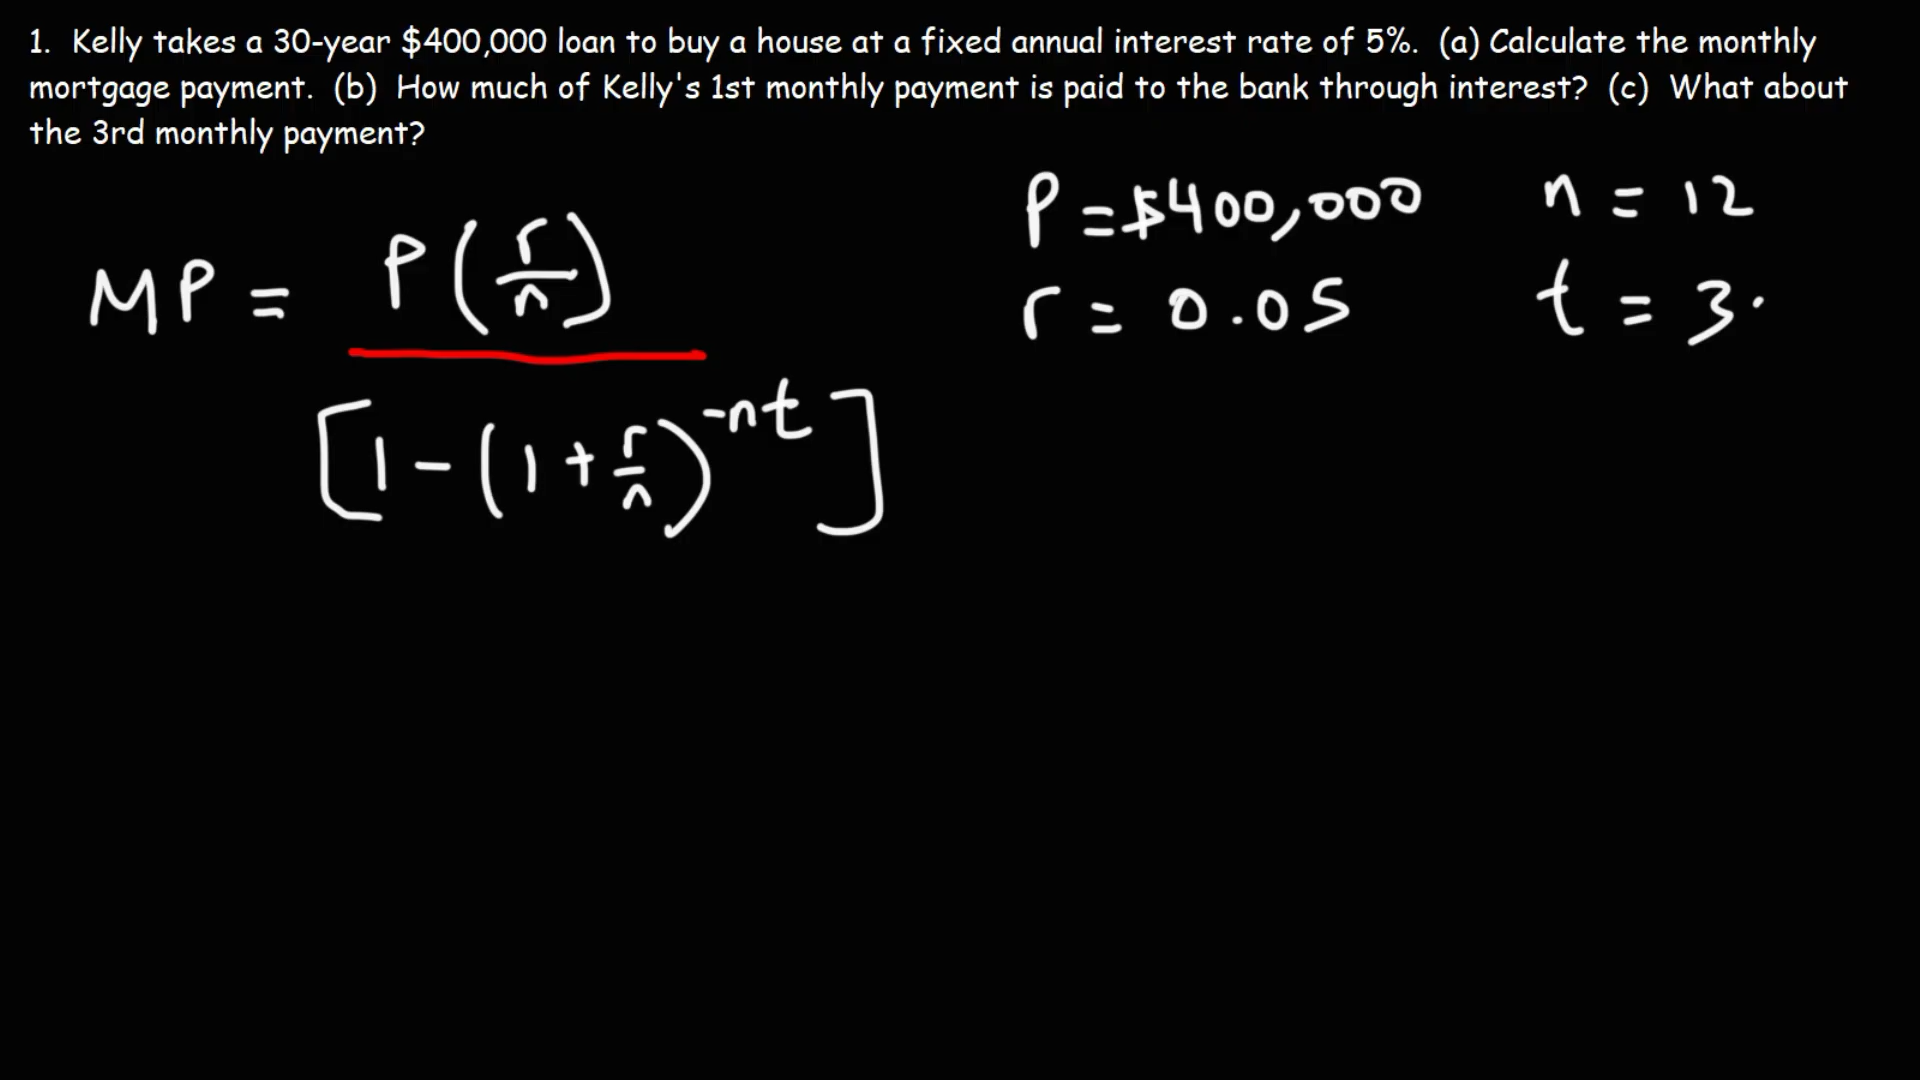 1. Kelly takes a 30-year $400,000 loan to buy a house at a fixed annual interest rate of 5%. (a) Calculate the monthly
mortgage payment. (b) How much of Kelly's 1st monthly payment is paid to the bank through interest? (c) What about
the 3rd monthly payment?
P = $400,000 n = 12
r = 0.05 t = 3.
MP = P(r/n)
[1-(1+r/n)^-nt]